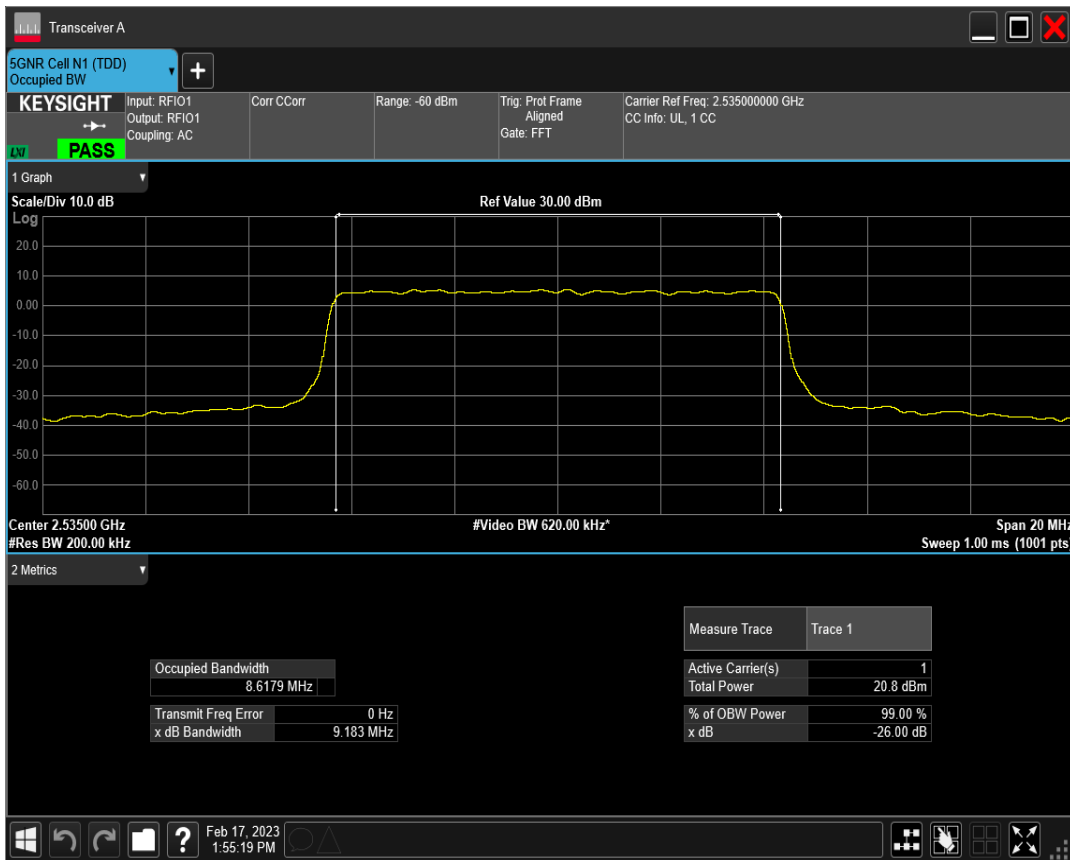 Transceiver A
5GNR Cell N1 (TDD)
Occupied BW
KEYSIGHT
LXI
PASS
Input: RFIO1
Output: RFIO1
Coupling: AC
Corr CCorr
Range: -60 dBm
Trig: Prot Frame
Aligned
Gate: FFT
Carrier Ref Freq: 2.535000000 GHz
CC Info: UL, 1 CC
1 Graph
Scale/Div 10.0 dB
Ref Value 30.00 dBm
Log
20.0
10.0
0.00
-10.0
-20.0
-30.0
-40.0
-50.0
-60.0
Center 2.53500 GHz
#Video BW 620.00 kHz*
Span 20 MHz
#Res BW 200.00 kHz
Sweep 1.00 ms (1001 pts)
2 Metrics
Measure Trace Trace 1
Occupied Bandwidth
8.6179 MHz
Active Carrier(s) 1
Total Power 20.8 dBm
Transmit Freq Error 0 Hz
x dB Bandwidth 9.183 MHz
% of OBW Power 99.00 %
x dB -26.00 dB
?
Feb 17, 2023
1:55:19 PM